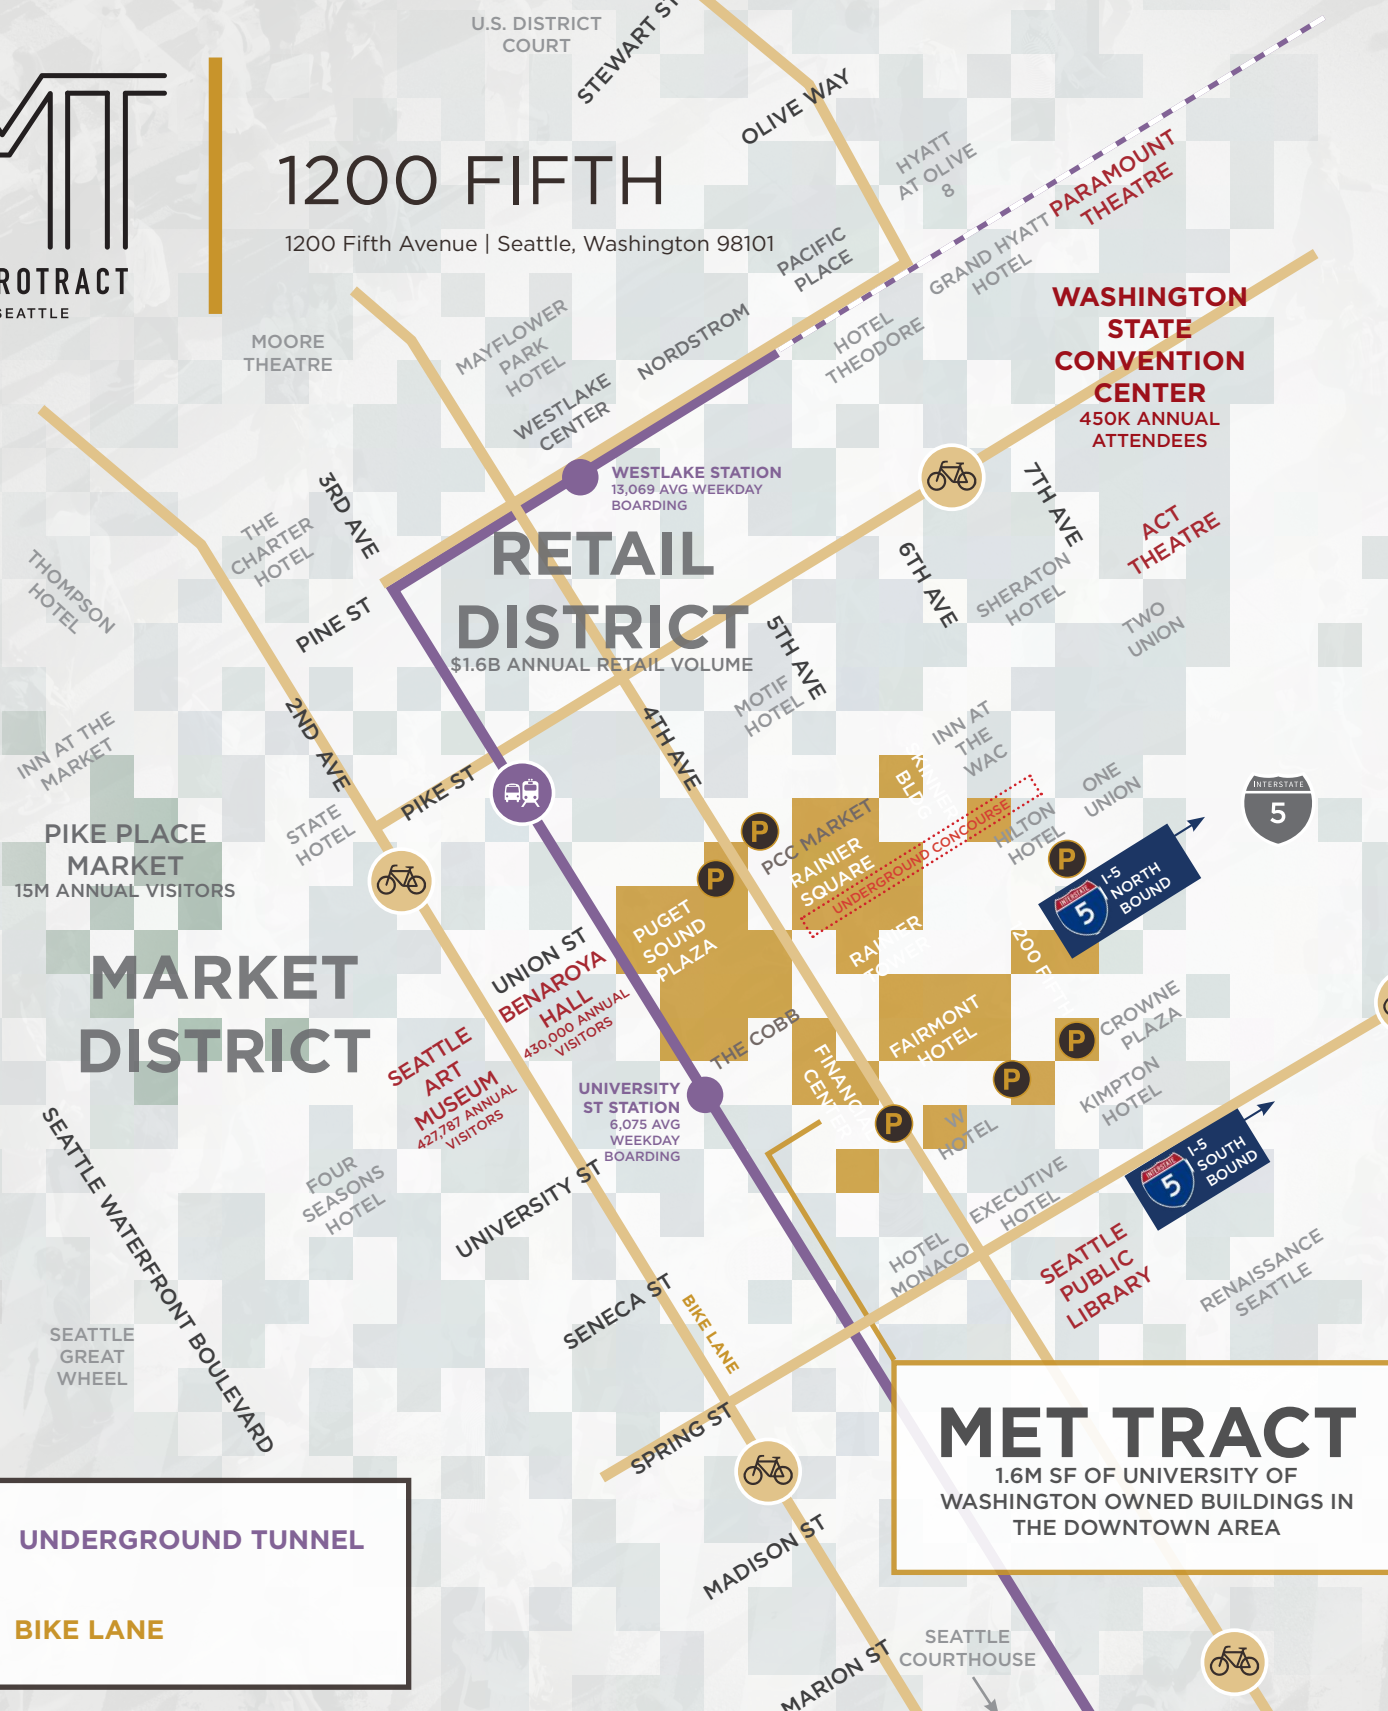 U.S. DISTRICT
COURT
STEWART ST
OLIVE WAY
ROTRACT
SEATTLE
1200 FIFTH
1200 Fifth Avenue | Seattle, Washington 98101
HYATT
AT OLIVE
8
PARAMOUNT
THEATRE
PACIFIC
PLACE
GRAND HYATT
HOTEL
WASHINGTON
STATE
CONVENTION
CENTER
450K ANNUAL
ATTENDEES
MOORE
THEATRE
MAYFLOWER
PARK
HOTEL
NORDSTROM
HOTEL
THEODORE
WESTLAKE
CENTER
WESTLAKE STATION
13,069 AVG WEEKDAY
BOARDING
3RD AVE
THE
CHARTER
HOTEL
THOMPSON
HOTEL
PINE ST
RETAIL
DISTRICT
$1.6B ANNUAL RETAIL VOLUME
7TH AVE
ACT
THEATRE
6TH AVE
SHERATON
HOTEL
TWO
UNION
5TH AVE
MOTIF
HOTEL
2ND AVE
4TH AVE
INN AT THE
MARKET
INN AT
THE
WAC
ONE
UNION
INTERSTATE
5
PIKE ST
STATE
HOTEL
PIKE PLACE
MARKET
15M ANNUAL VISITORS
P
PCC MARKET
RAINIER
SQUARE
BLDG
UNDERGROUND CONCOURSE
HILTON
HOTEL
P
P
INTERSTATE
5
I-5
NORTH
BOUND
PUGET
SOUND
PLAZA
UNION ST
BENAROYA
HALL
430,000 ANNUAL
VISITORS
MARKET
DISTRICT
SEATTLE
ART
MUSEUM
427,787 ANNUAL
VISITORS
THE COBB
FAIRMONT
HOTEL
P
CROWNE
PLAZA
P
KIMPTON
HOTEL
UNIVERSITY
ST STATION
6,075 AVG
WEEKDAY
BOARDING
P
W
HOTEL
INTERSTATE
5
I-5
SOUTH
BOUND
SEATTLE WATERFRONT BOULEVARD
FOUR
SEASONS
HOTEL
UNIVERSITY ST
EXECUTIVE
HOTEL
HOTEL
MONACO
SEATTLE
PUBLIC
LIBRARY
RENAISSANCE
SEATTLE
SENECA ST
BIKE LANE
SEATTLE
GREAT
WHEEL
SPRING ST
MET TRACT
1.6M SF OF UNIVERSITY OF
WASHINGTON OWNED BUILDINGS IN
THE DOWNTOWN AREA
UNDERGROUND TUNNEL
BIKE LANE
MADISON ST
MARION ST
SEATTLE
COURTHOUSE